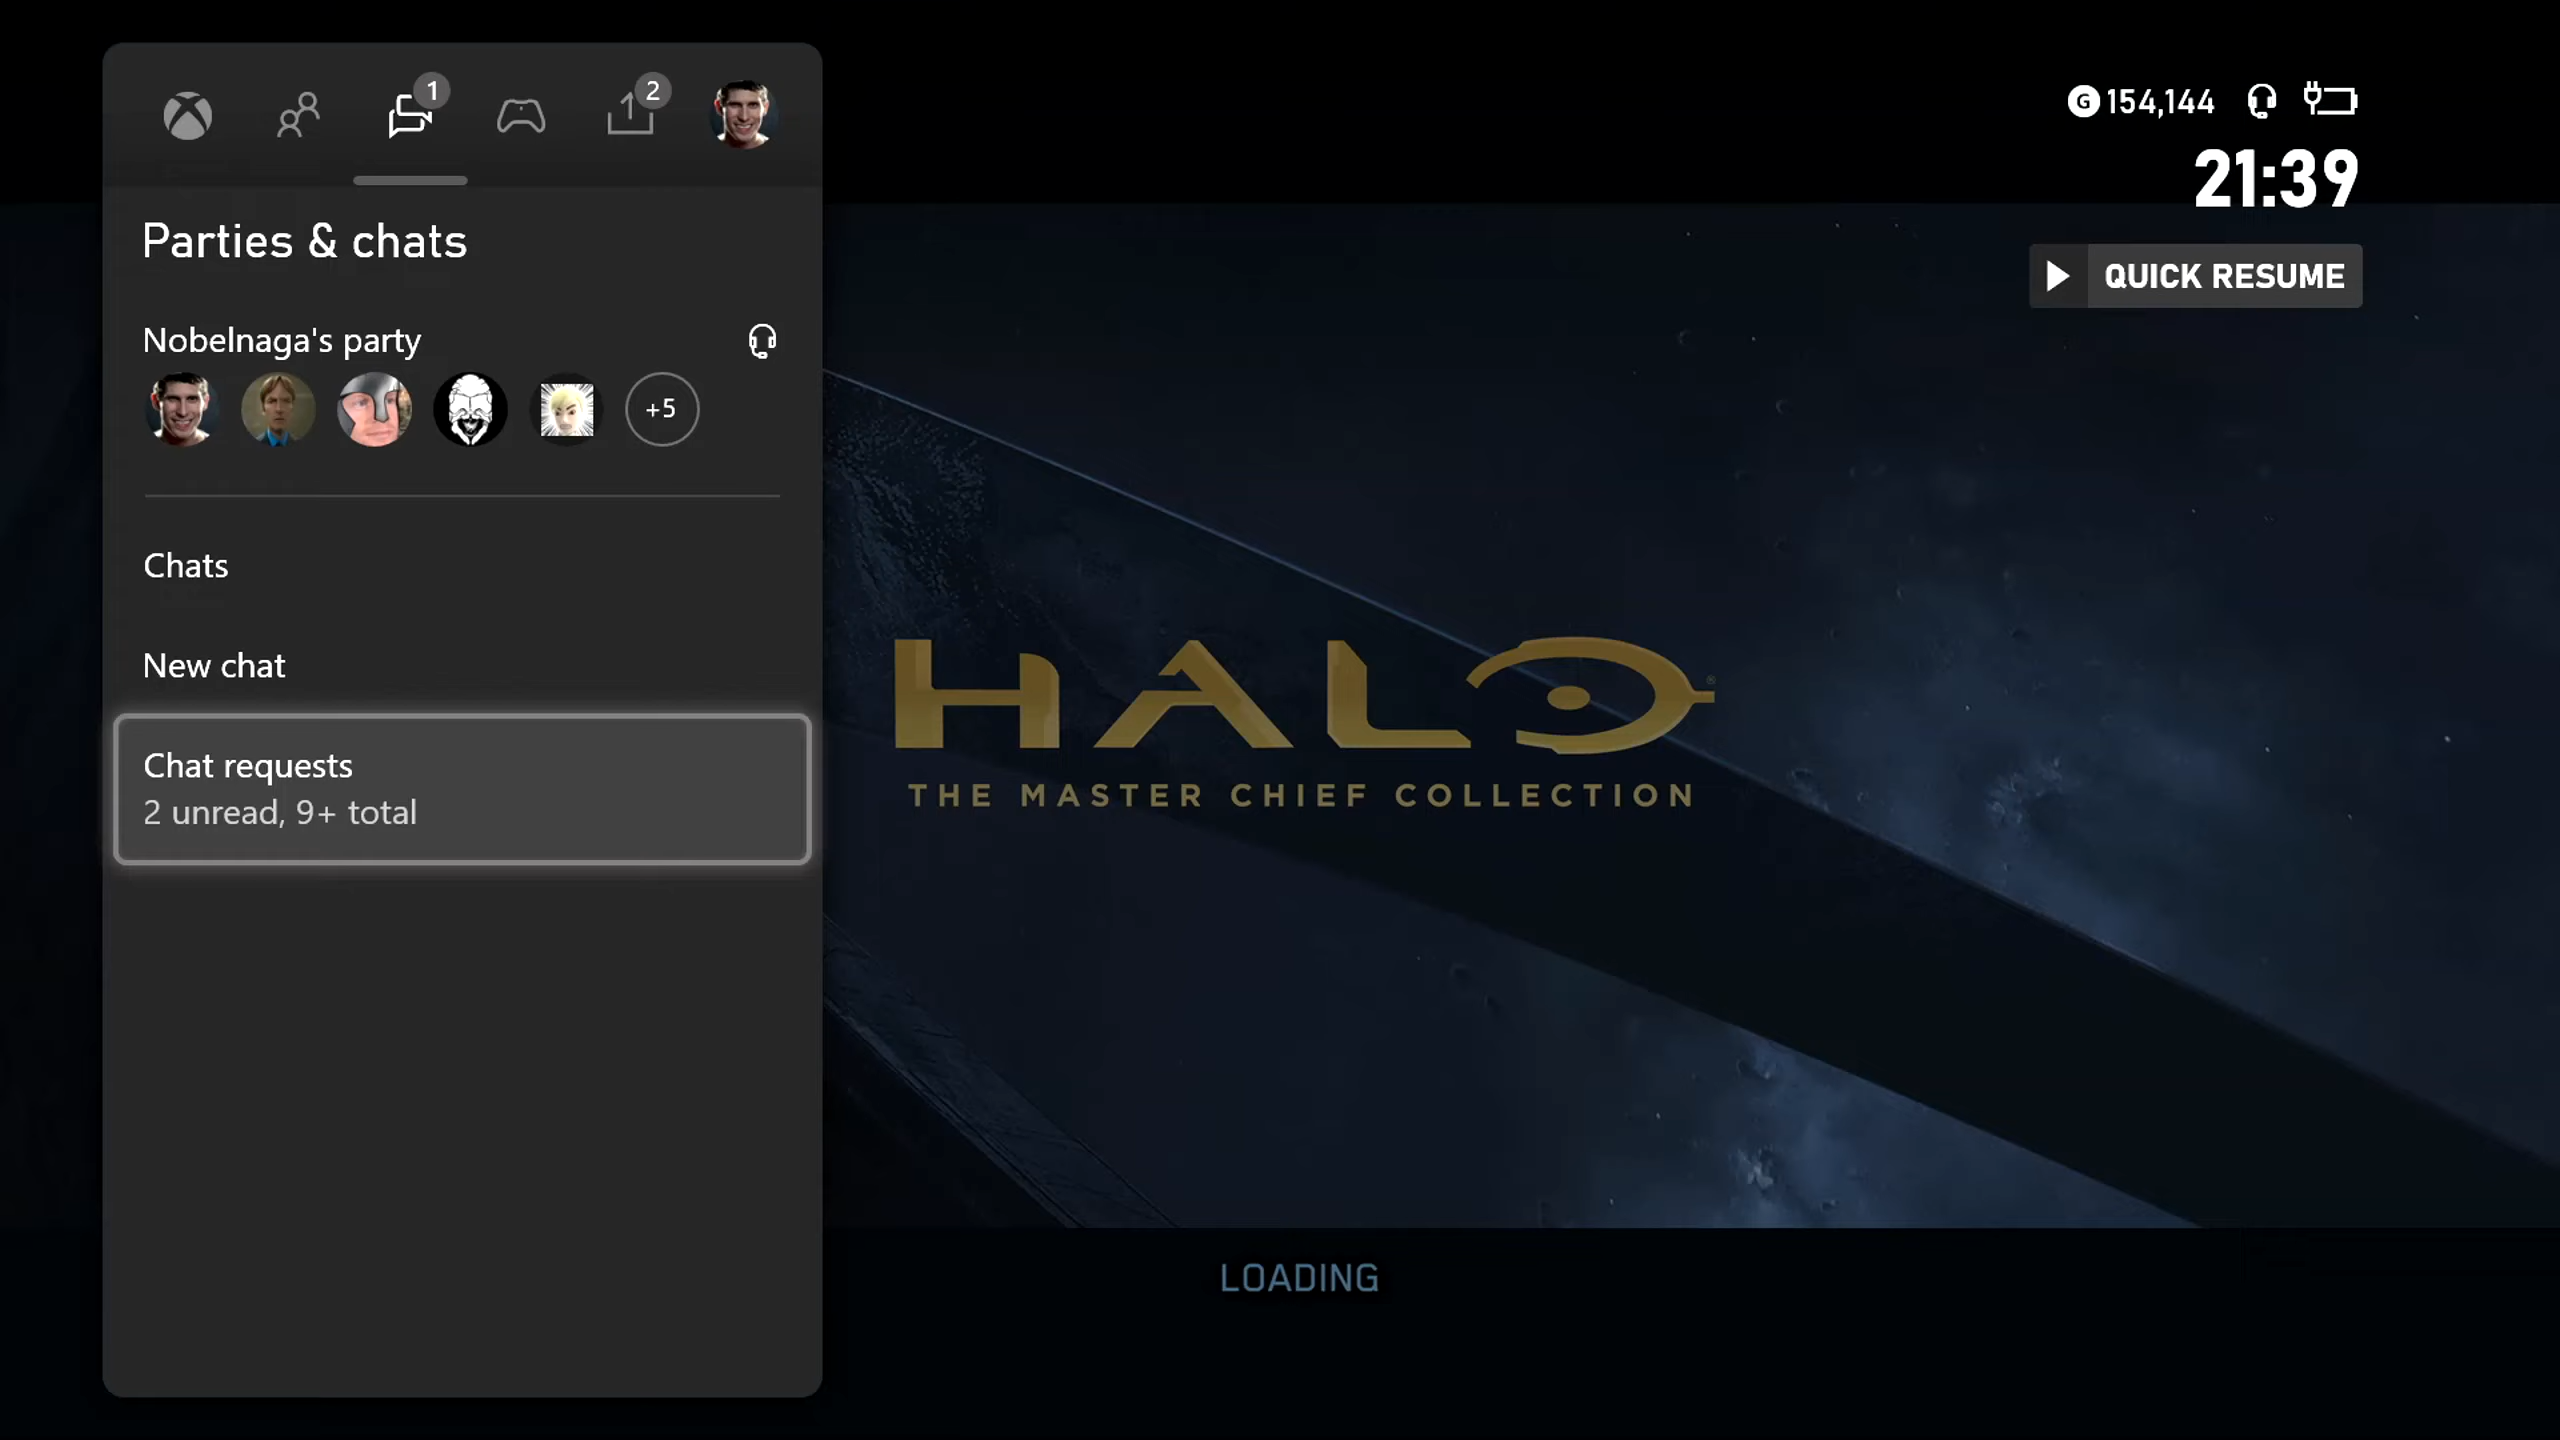 1
2
Parties & chats
Nobelnaga's party
+5
Chats
New chat
Chat requests
2 unread, 9+ total
G 154,144
21:39
QUICK RESUME
HALO®
THE MASTER CHIEF COLLECTION
LOADING